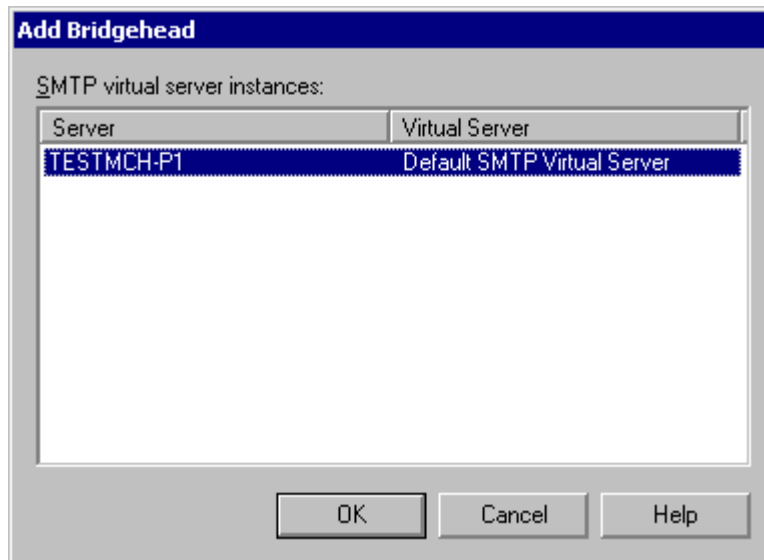 Add Bridgehead
SMTP virtual server instances:
Server Virtual Server
TESTMCH-P1 Default SMTP Virtual Server
OK Cancel Help